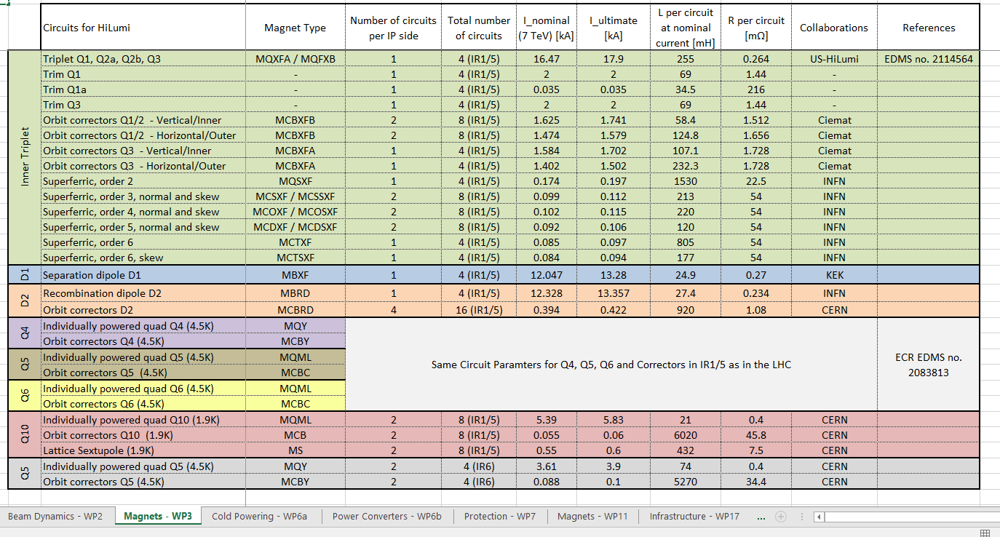 Circuits for HiLumi Magnet Type Number of circuits per IP side Total number of circuits I_nominal (7 TeV) [kA] I_ultimate [kA] L per circuit at nominal current [mH] R per circuit [mΩ] Collaborations References
Inner Triplet
Triplet Q1, Q2a, Q2b, Q3 MQXFA / MQFXB 1 4 (IR1/5) 16.47 17.9 255 0.264 US-HiLumi EDMS no. 2114564
Trim Q1 - 1 4 (IR1/5) 2 2 69 1.44 -
Trim Q1a - 1 4 (IR1/5) 0.035 0.035 34.5 216 -
Trim Q3 - 1 4 (IR1/5) 2 2 69 1.44 -
Orbit correctors Q1/2 - Vertical/Inner MCBXFB 2 8 (IR1/5) 1.625 1.741 58.4 1.512 Ciemat
Orbit correctors Q1/2 - Horizontal/Outer MCBXFB 2 8 (IR1/5) 1.474 1.579 124.8 1.656 Ciemat
Orbit correctors Q3 - Vertical/Inner MCBXFA 1 4 (IR1/5) 1.584 1.702 107.1 1.728 Ciemat
Orbit correctors Q3 - Horizontal/Outer MCBXFA 1 4 (IR1/5) 1.402 1.502 232.3 1.728 Ciemat
Superferric, order 2 MQSXF 1 4 (IR1/5) 0.174 0.197 1530 22.5 INFN
Superferric, order 3, normal and skew MCSXF / MCSSXF 2 8 (IR1/5) 0.099 0.112 213 54 INFN
Superferric, order 4, normal and skew MCOXF / MCOSXF 2 8 (IR1/5) 0.102 0.115 220 54 INFN
Superferric, order 5, normal and skew MCDXF / MCDSXF 2 8 (IR1/5) 0.092 0.106 120 54 INFN
Superferric, order 6 MCTXF 1 4 (IR1/5) 0.085 0.097 805 54 INFN
Superferric, order 6, skew MCTSXF 1 4 (IR1/5) 0.084 0.094 177 54 INFN
D1 Separation dipole D1 MBXF 1 4 (IR1/5) 12.047 13.28 24.9 0.27 KEK
D2
Recombination dipole D2 MBRD 1 4 (IR1/5) 12.328 13.357 27.4 0.234 INFN
Orbit correctors D2 MCBRD 4 16 (IR1/5) 0.394 0.422 920 1.08 CERN
Q4
Individually powered quad Q4 (4.5K) MQY
Orbit correctors Q4 (4.5K) MCBY
Q5
Individually powered quad Q5 (4.5K) MQML
Orbit correctors Q5 (4.5K) MCBC
Q6
Individually powered quad Q6 (4.5K) MQML
Orbit correctors Q6 (4.5K) MCBC
Same Circuit Paramters for Q4, Q5, Q6 and Correctors in IR1/5 as in the LHC
ECR EDMS no.
2083813
Q10
Individually powered quad Q10 (1.9K) MQML 2 8 (IR1/5) 5.39 5.83 21 0.4 CERN
Orbit correctors Q10 (1.9K) MCB 2 8 (IR1/5) 0.055 0.06 6020 45.8 CERN
Lattice Sextupole (1.9K) MS 2 8 (IR1/5) 0.55 0.6 432 7.5 CERN
Q5
Individually powered quad Q5 (4.5K) MQY 2 4 (IR6) 3.61 3.9 74 0.4 CERN
Orbit correctors Q5 (4.5K) MCBY 2 4 (IR6) 0.088 0.1 5270 34.4 CERN
Beam Dynamics - WP2 Magnets - WP3 Cold Powering - WP6a Power Converters - WP6b Protection - WP7 Magnets - WP11 Infrastructure - WP17 ...